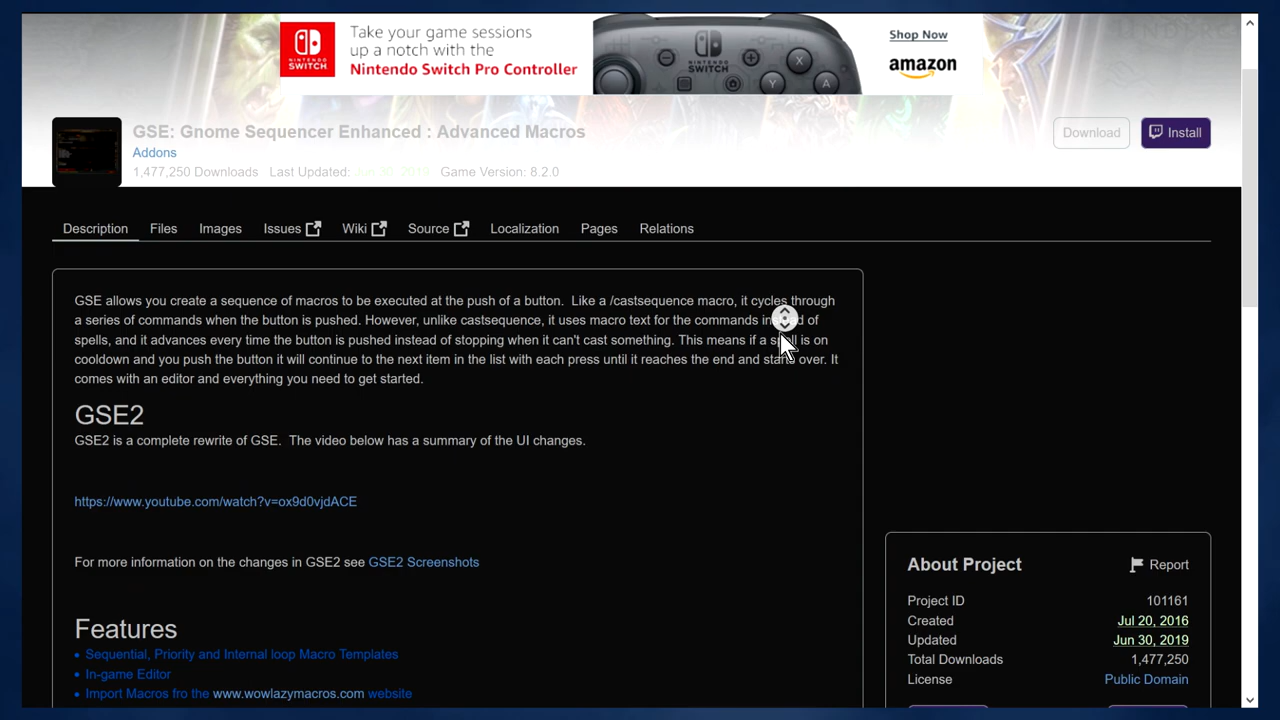 Take your game sessions
up a notch with the
Nintendo Switch Pro Controller
NINTENDO
SWITCH
NINTENDO
SWITCH
X
Y
A
Shop Now
amazon
GSE: Gnome Sequencer Enhanced : Advanced Macros
Addons
1,477,250 Downloads Last Updated: Jun 30, 2019 Game Version: 8.2.0
Download
Install
Description Files Images Issues Wiki Source Localization Pages Relations
GSE allows you create a sequence of macros to be executed at the push of a button. Like a /castsequence macro, it cycles through
a series of commands when the button is pushed. However, unlike castsequence, it uses macro text for the commands instead of
spells, and it advances every time the button is pushed instead of stopping when it can't cast something. This means if a spell is on
cooldown and you push the button it will continue to the next item in the list with each press until it reaches the end and starts over. It
comes with an editor and everything you need to get started.
GSE2
GSE2 is a complete rewrite of GSE. The video below has a summary of the UI changes.
https://www.youtube.com/watch?v=ox9d0vjdACE
For more information on the changes in GSE2 see GSE2 Screenshots
Features
Sequential, Priority and Internal loop Macro Templates
In-game Editor
Import Macros fro the www.wowlazymacros.com website
About Project
Report
Project ID 101161
Created Jul 20, 2016
Updated Jun 30, 2019
Total Downloads 1,477,250
License Public Domain